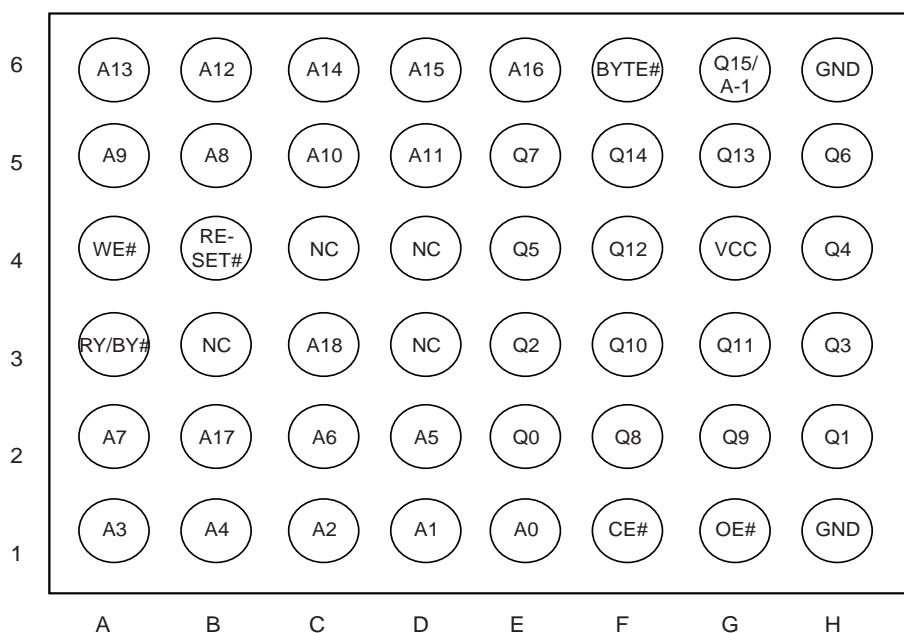 6 A13 A12 A14 A15 A16 BYTE# Q15/ A-1 GND
5 A9 A8 A10 A11 Q7 Q14 Q13 Q6
4 WE# RE- SET# NC NC Q5 Q12 VCC Q4
3 RY/BY# NC A18 NC Q2 Q10 Q11 Q3
2 A7 A17 A6 A5 Q0 Q8 Q9 Q1
1 A3 A4 A2 A1 A0 CE# OE# GND
A B C D E F G H